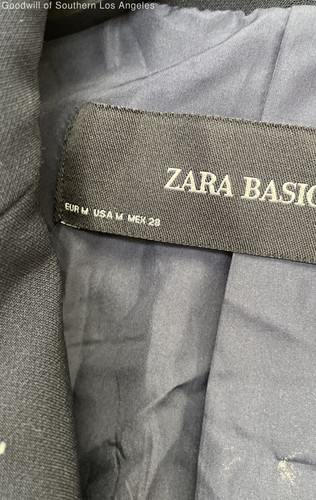 Goodwill of Southern Los Angeles
ZARA BASIC
EUR M USA M MEX 28